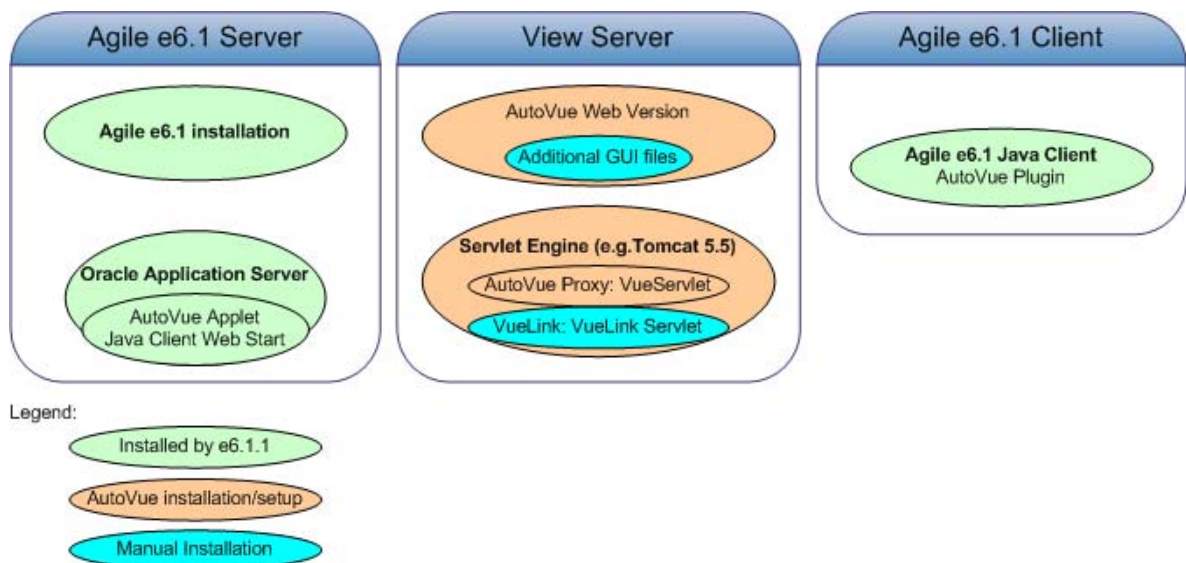 Agile e6.1 Server
Agile e6.1 installation
Oracle Application Server
AutoVue Applet
Java Client Web Start
View Server
AutoVue Web Version
Additional GUI files
Servlet Engine (e.g.Tomcat 5.5)
AutoVue Proxy: VueServlet
VueLink: VueLink Servlet
Agile e6.1 Client
Agile e6.1 Java Client
AutoVue Plugin
Legend:
Installed by e6.1.1
AutoVue installation/setup
Manual Installation